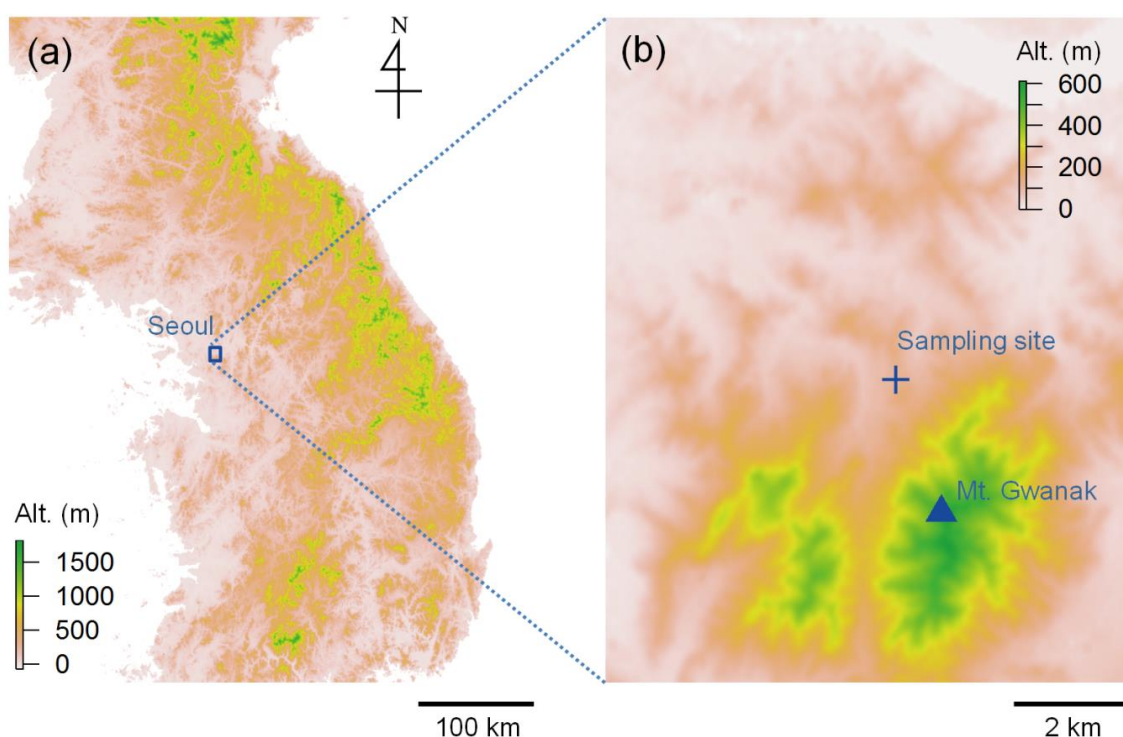 (a)
N
Seoul
Alt. (m)
1500
1000
500
0
100 km
(b)
Alt. (m)
600
400
200
0
Sampling site
Mt. Gwanak
2 km